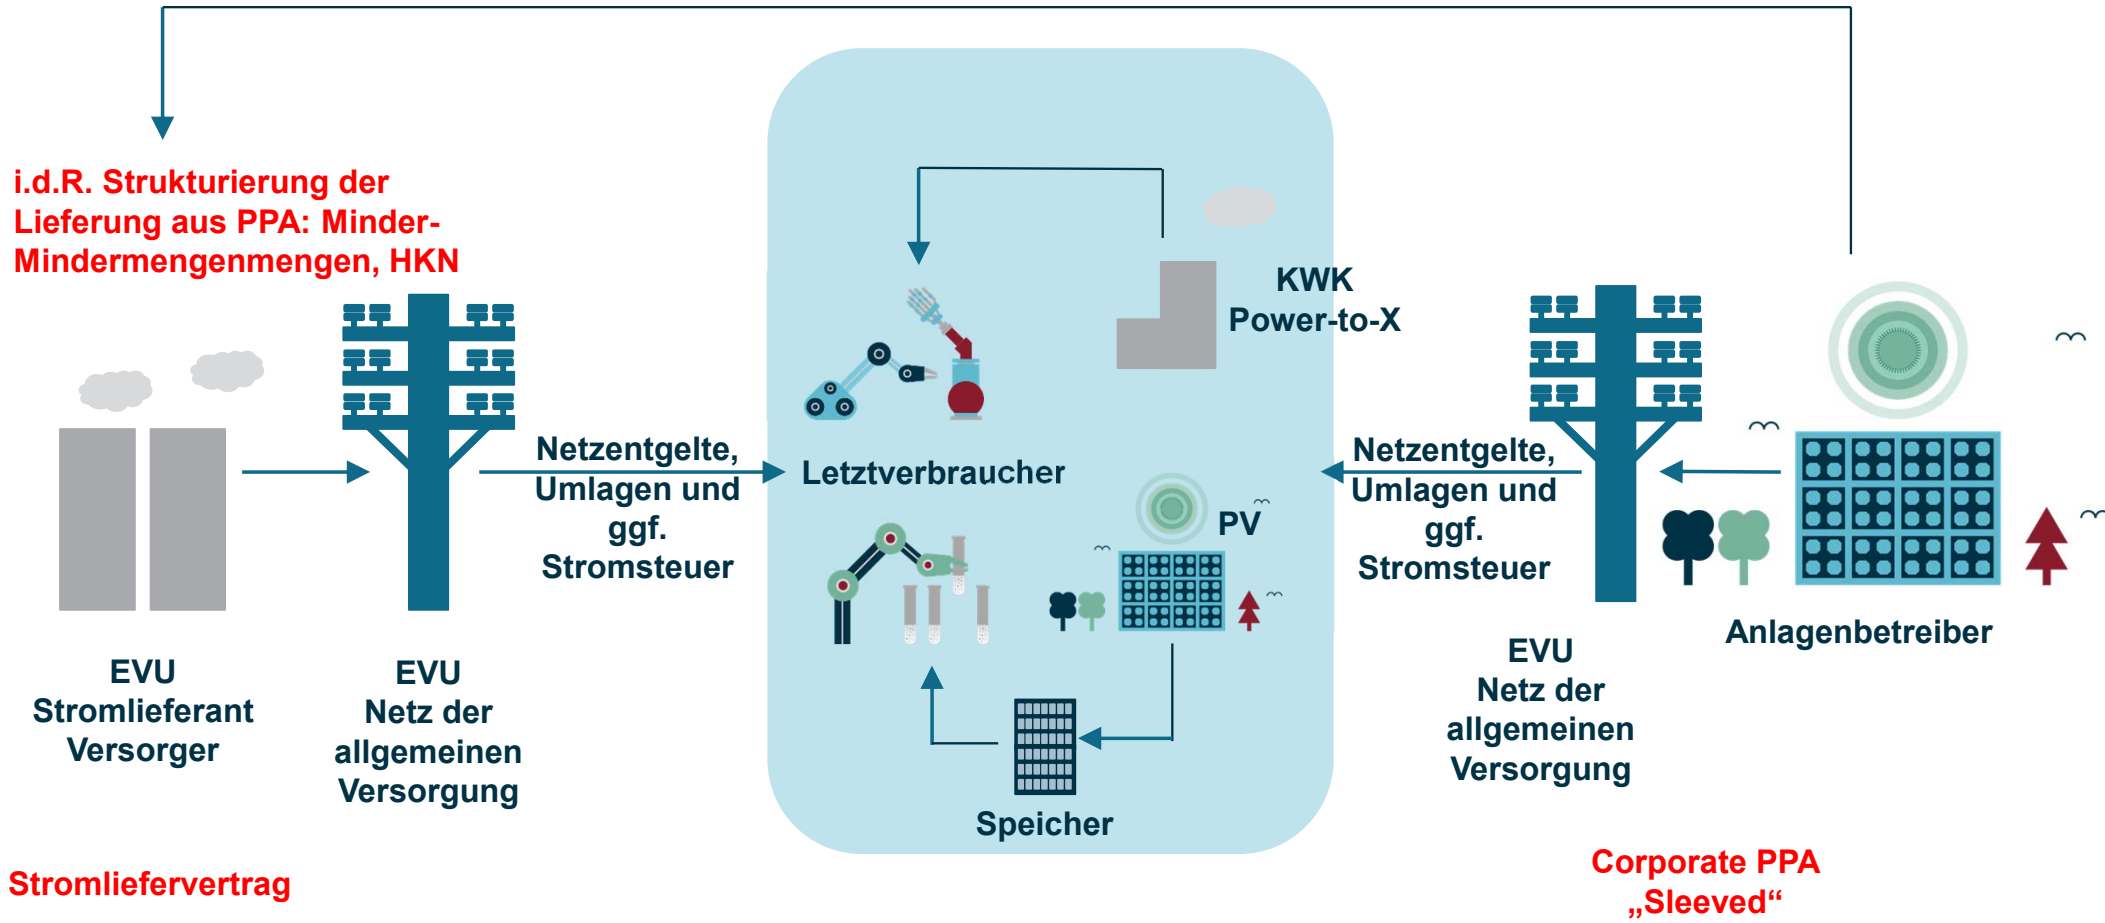 i.d.R. Strukturierung der
Lieferung aus PPA: Minder-
Mindermengenmengen, HKN
EVU
Stromlieferant
Versorger
EVU
Netz der
allgemeinen
Versorgung
Netzentgelte,
Umlagen und
ggf.
Stromsteuer
KWK
Power-to-X
Letztverbraucher
PV
Speicher
Netzentgelte,
Umlagen und
ggf.
Stromsteuer
EVU
Netz der
allgemeinen
Versorgung
Anlagenbetreiber
Stromliefervertrag
Corporate PPA
„Sleeved“